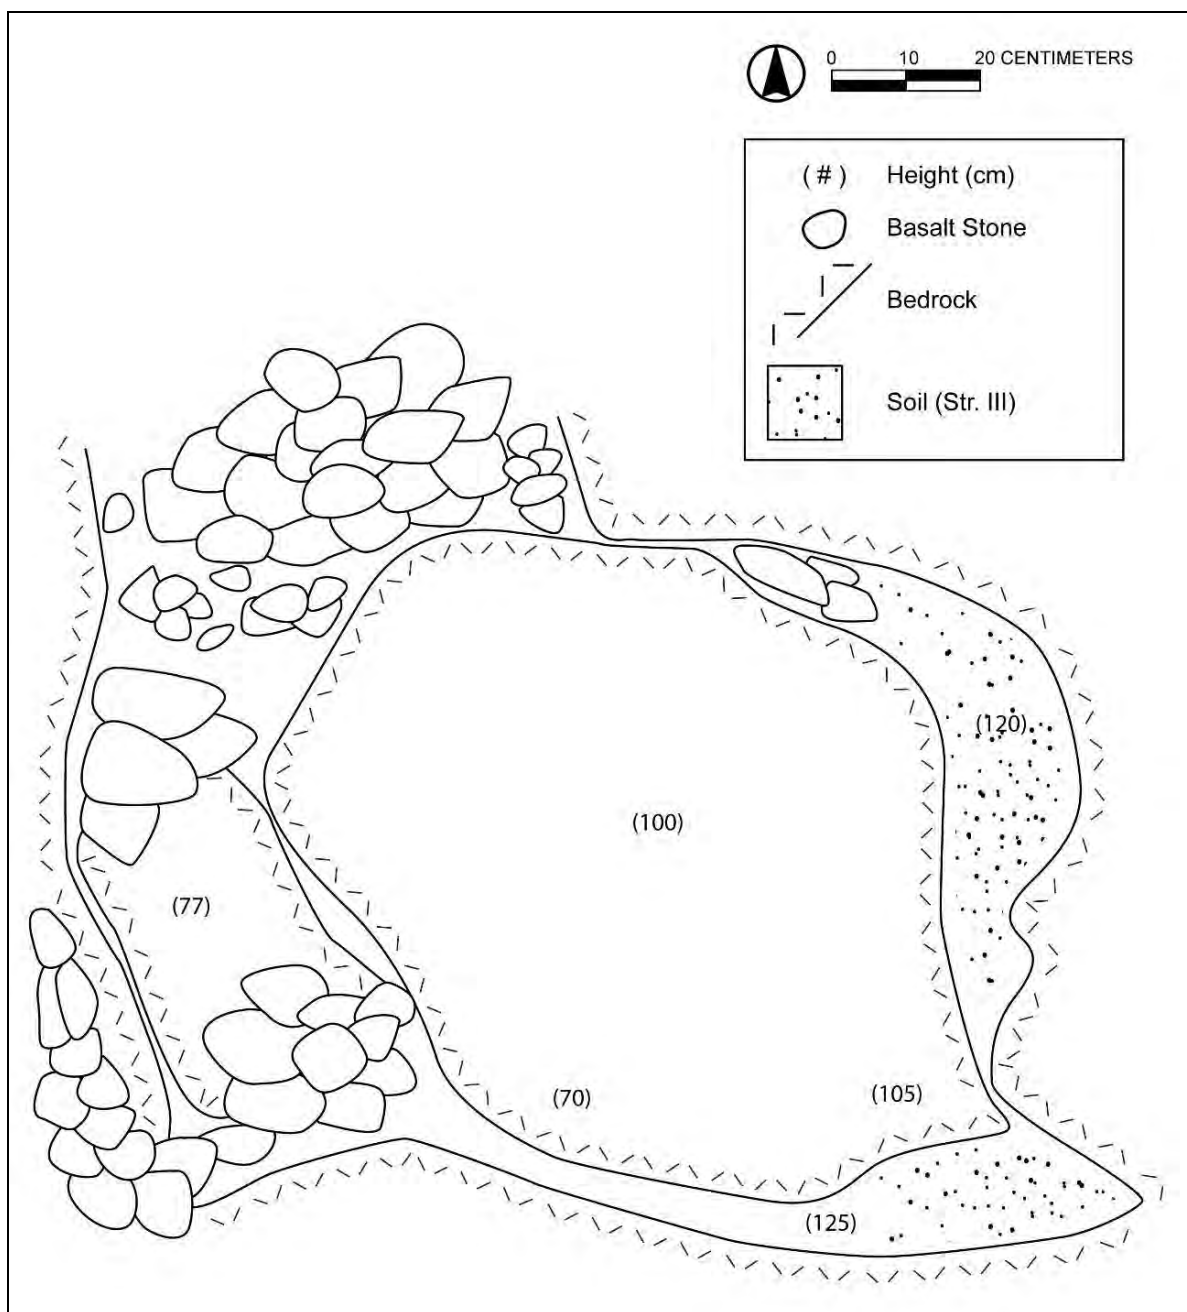 0 10 20 CENTIMETERS
( # ) Height (cm)
Basalt Stone
Bedrock
Soil (Str. III)
(120)
(100)
(77)
(70)
(105)
(125)